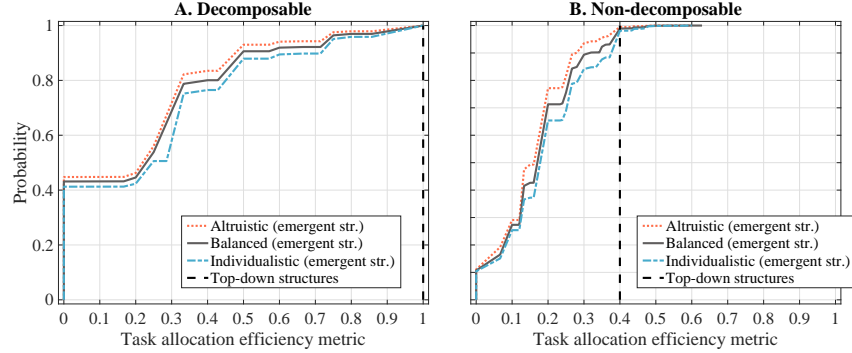 A. Decomposable
1
0.8
0.6
0.4
0.2
0
Probability
0 0.1 0.2 0.3 0.4 0.5 0.6 0.7 0.8 0.9 1
Task allocation efficiency metric
Altruistic (emergent str.)
Balanced (emergent str.)
Individualistic (emergent str.)
Top-down structures
B. Non-decomposable
0 0.1 0.2 0.3 0.4 0.5 0.6 0.7 0.8 0.9 1
Task allocation efficiency metric
Altruistic (emergent str.)
Balanced (emergent str.)
Individualistic (emergent str.)
Top-down structures